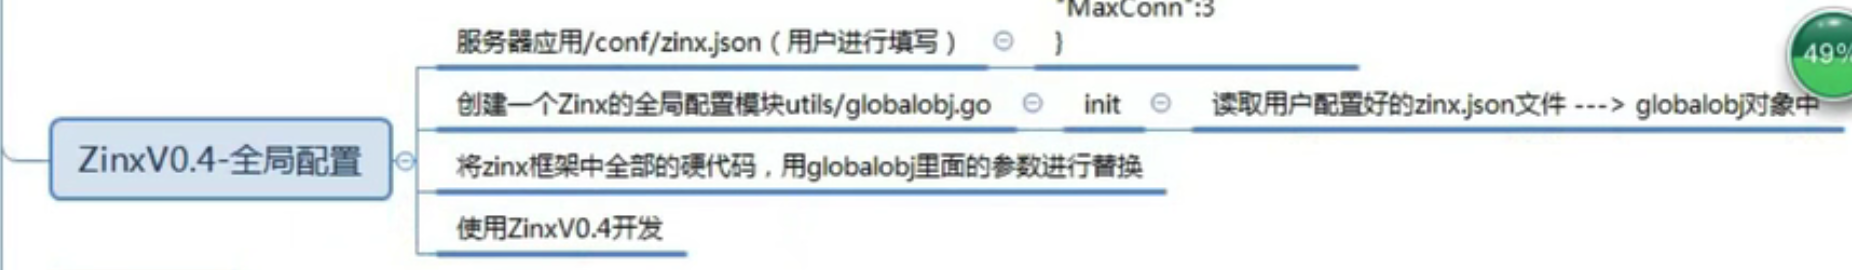 "MaxConn":3
服务器应用/conf/zinx.json（用户进行填写）
}
创建一个Zinx的全局配置模块utils/globalobj.go
init
读取用户配置好的zinx.json文件 ---> globalobj对象中
ZinxV0.4-全局配置
将zinx框架中全部的硬代码，用globalobj里面的参数进行替换
使用ZinxV0.4开发
49%